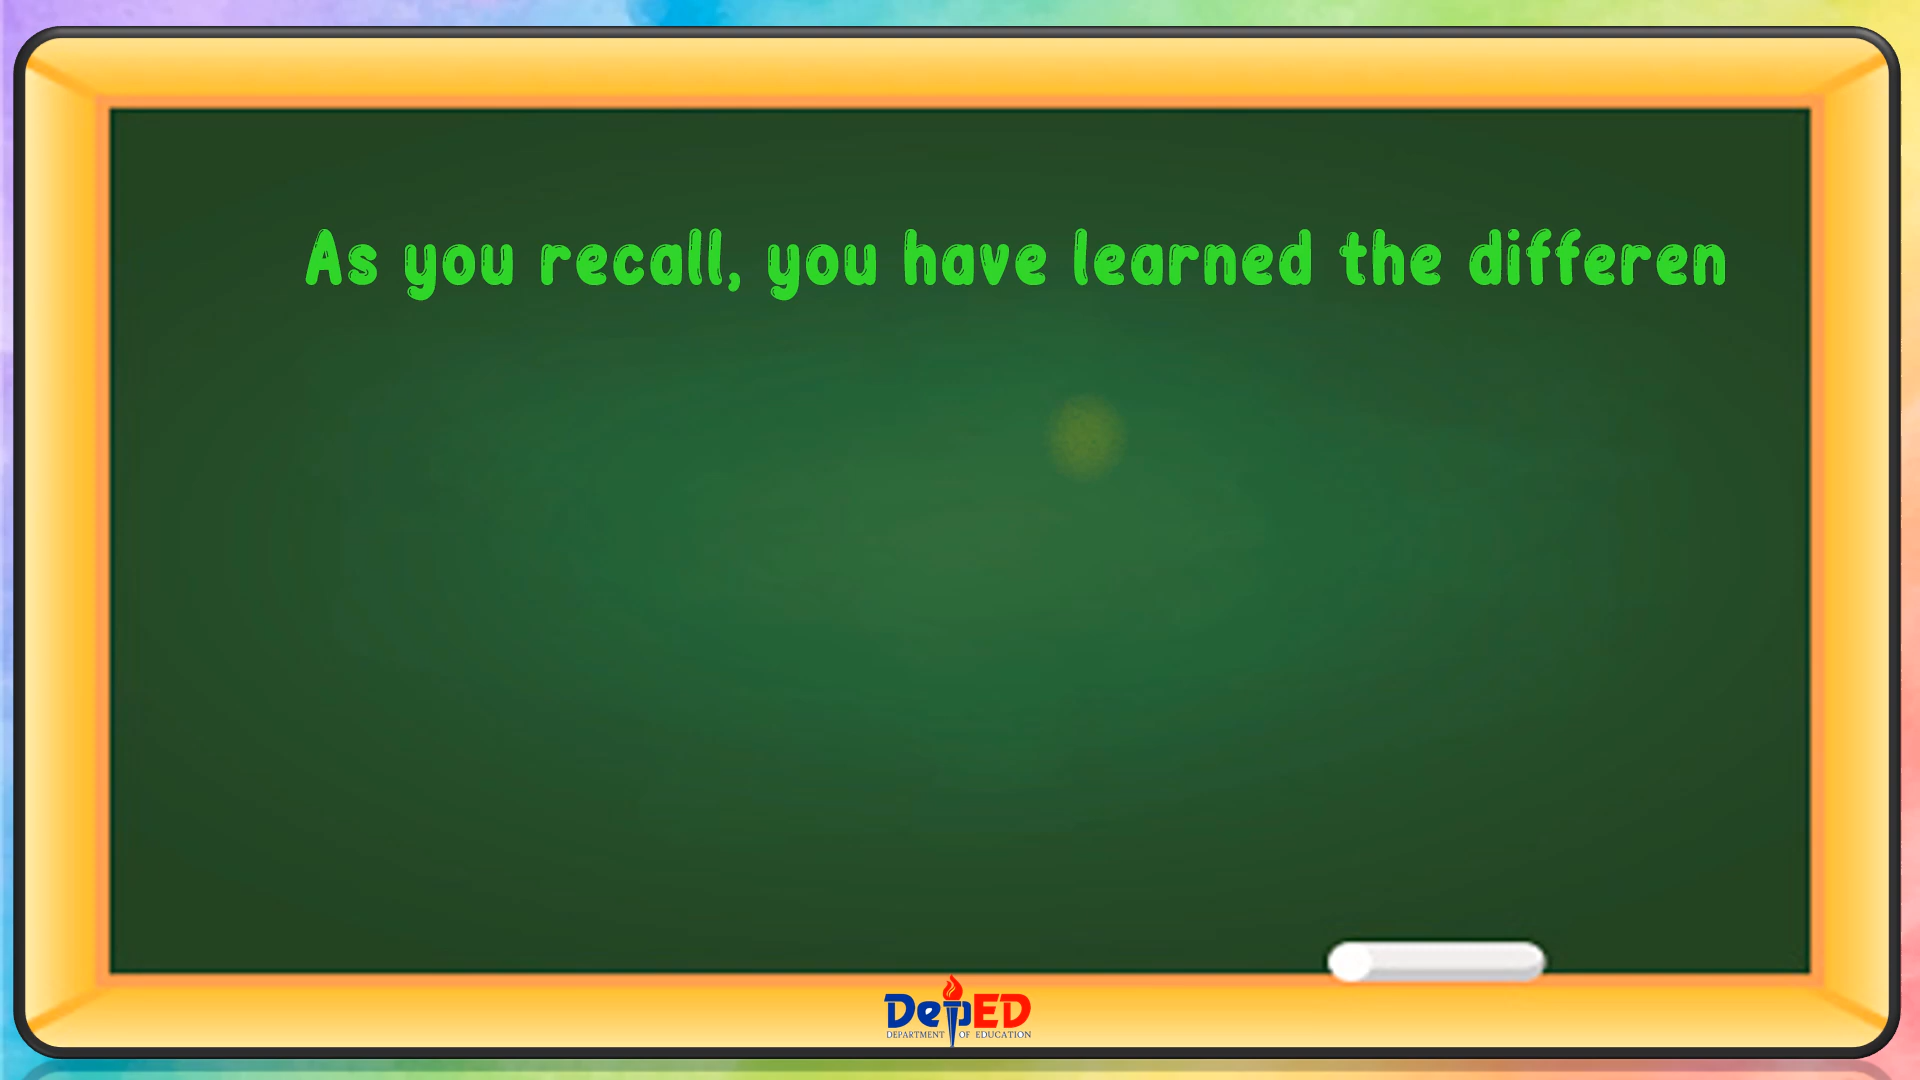 As you recall, you have learned the differen
DepED
DEPARTMENT OF EDUCATION